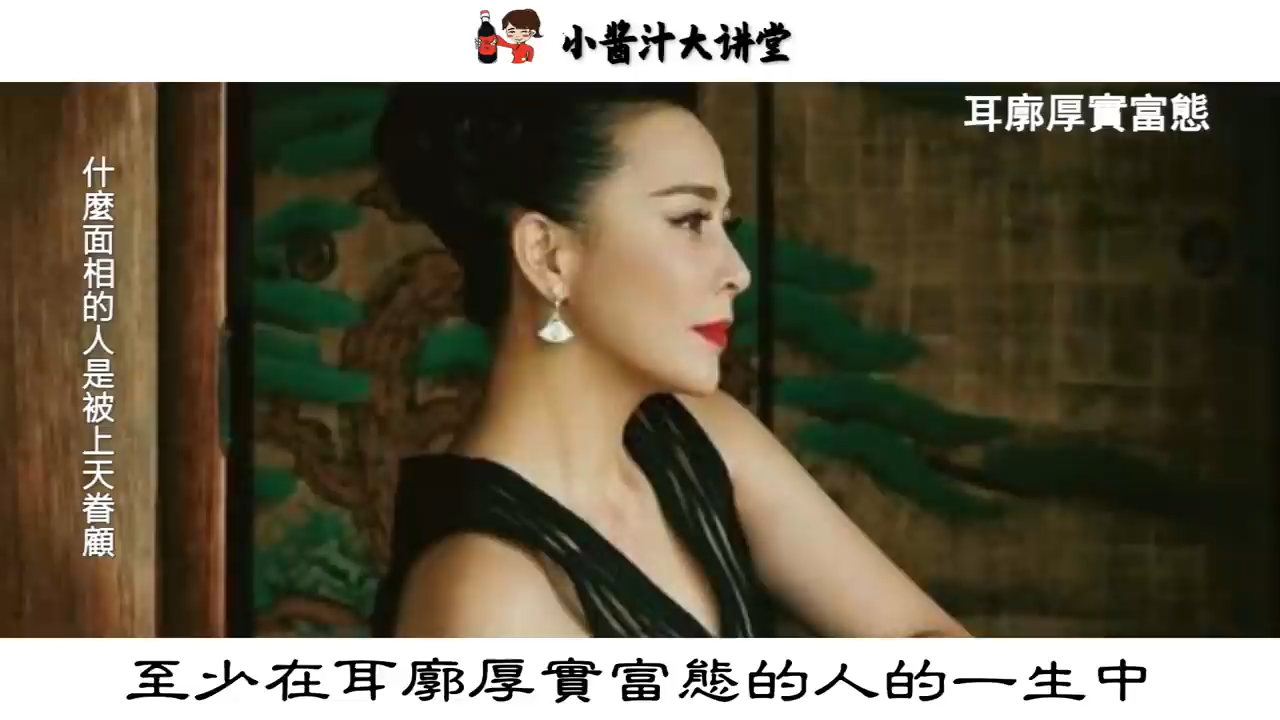 小酱汁大讲堂
耳廓厚實富態
什麼面相的人是被上天眷顧
至少在耳廓厚實富態的人的一生中